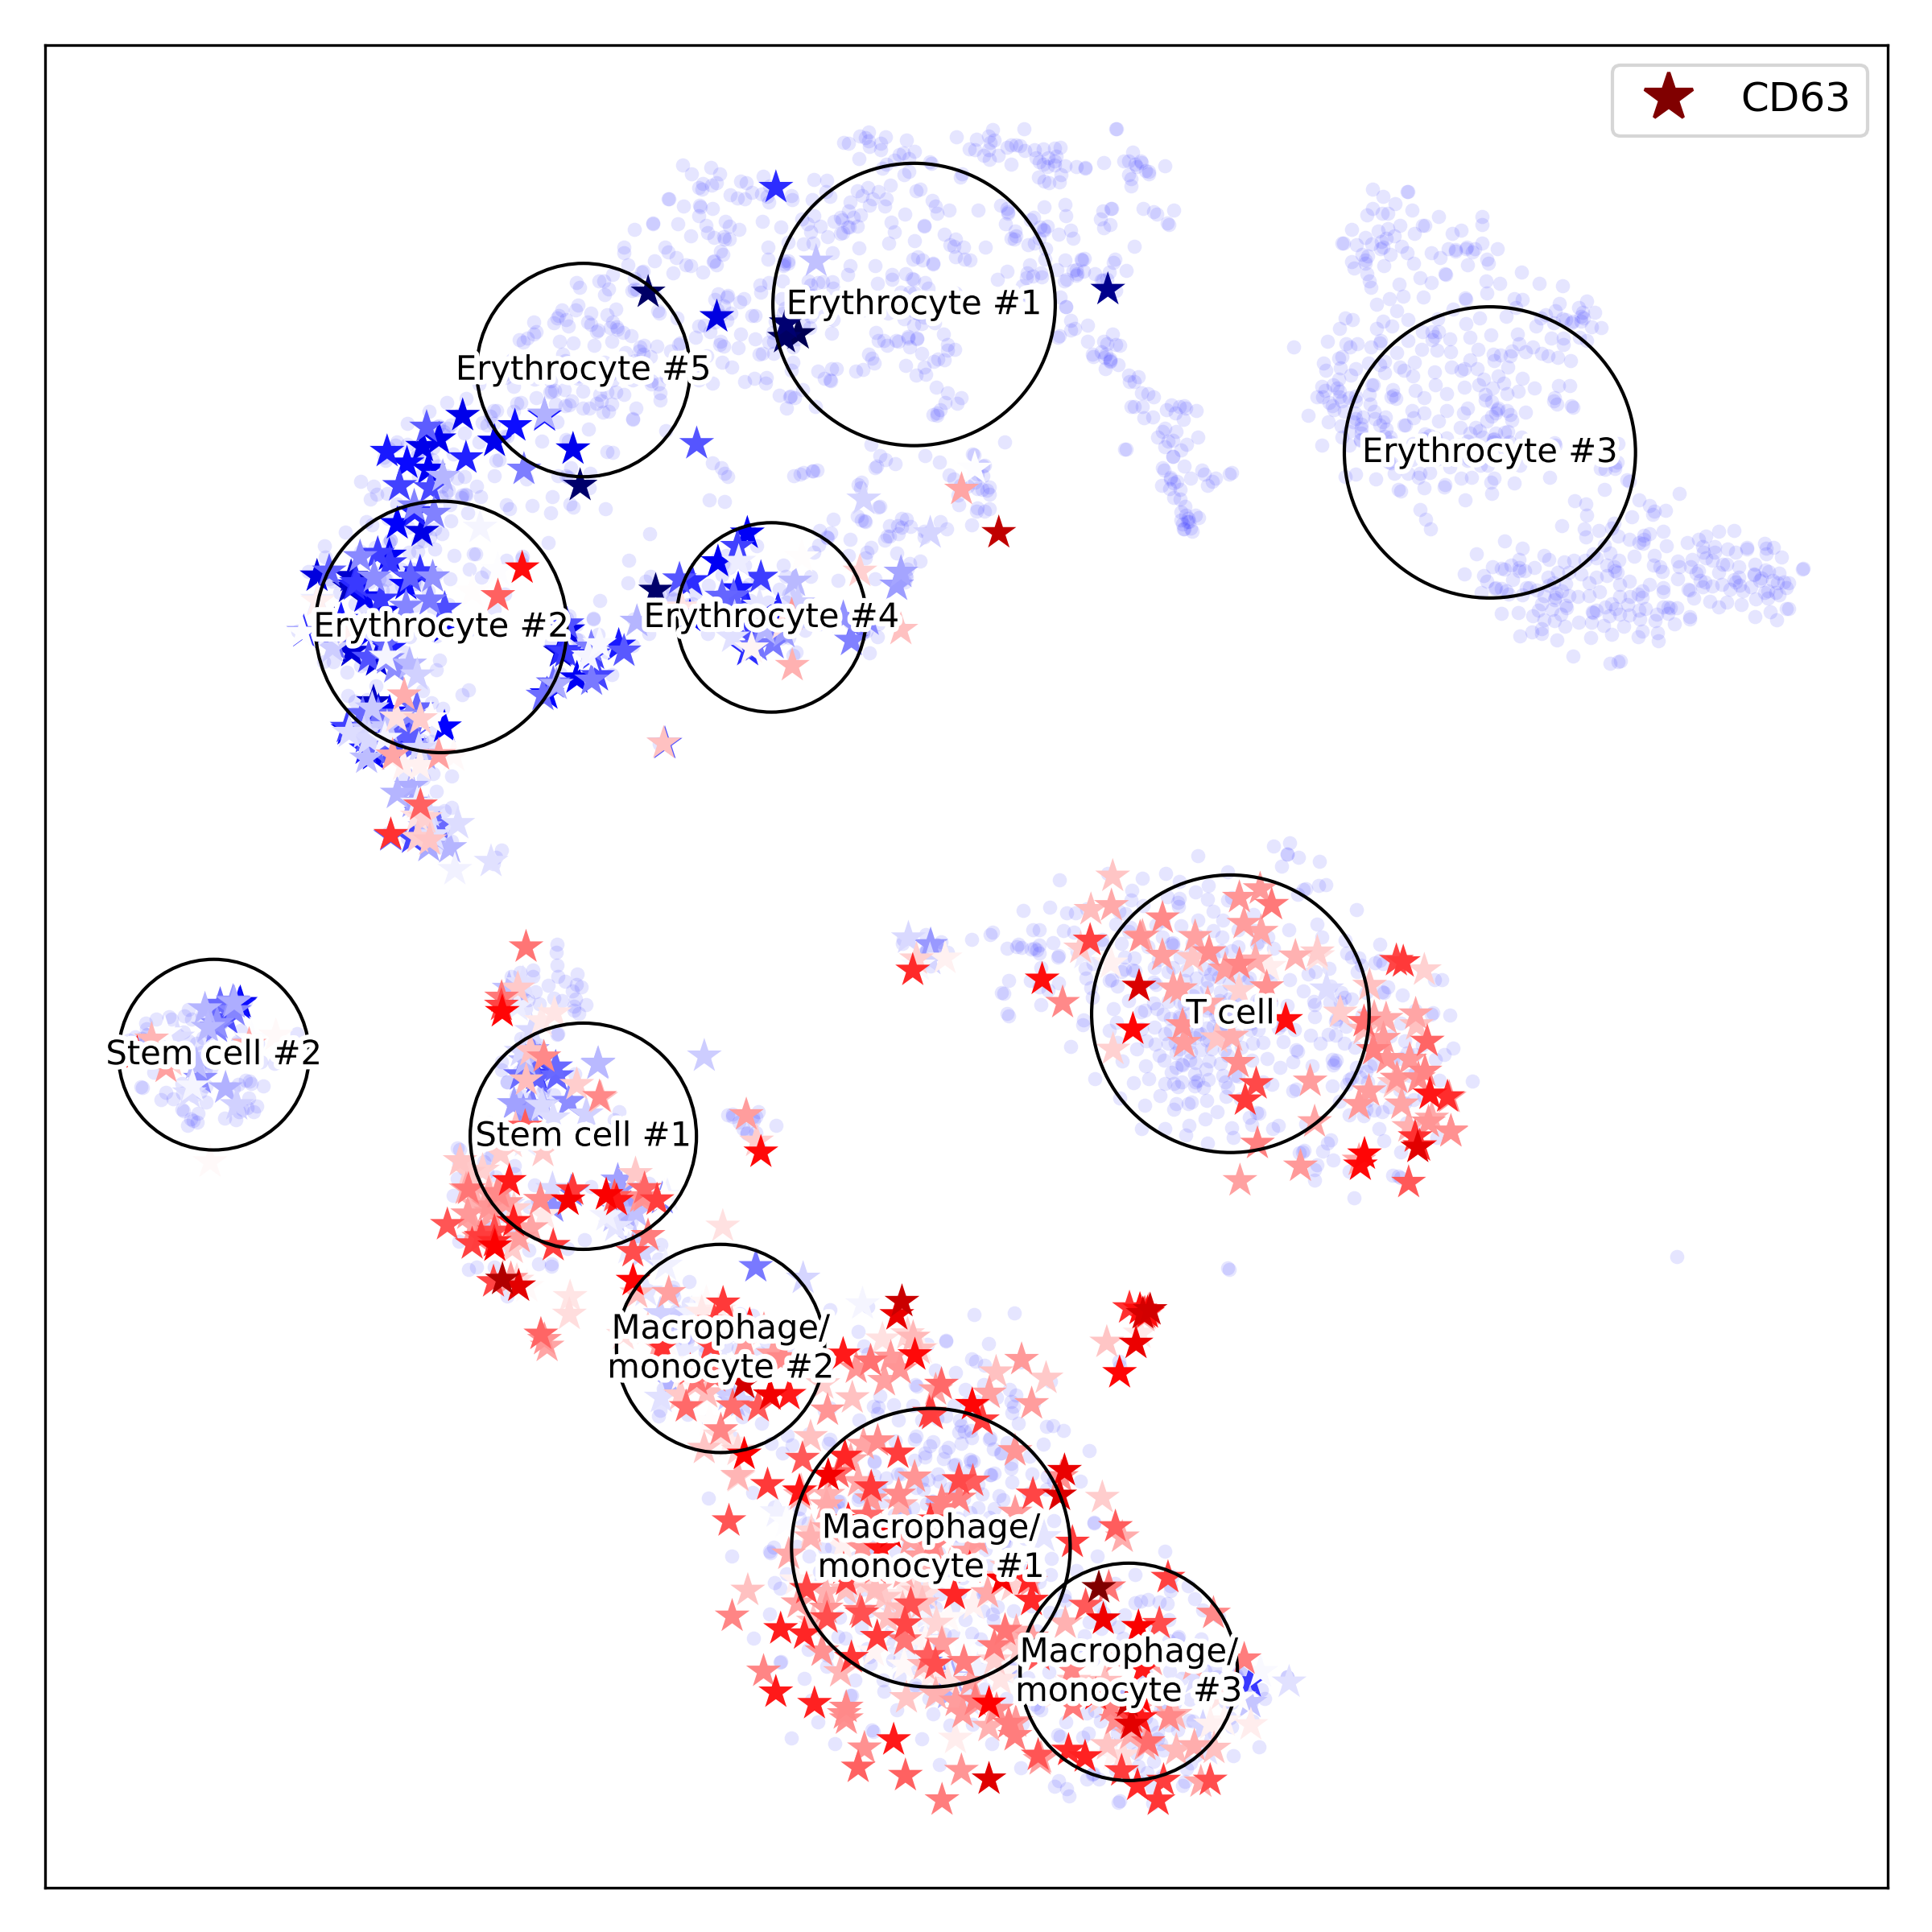 CD63
Erythrocyte #1
Erythrocyte #5
Erythrocyte #3
Erythrocyte #4
Erythrocyte #2
T cell
Stem cell #2
Stem cell #1
Macrophage/
monocyte #2
Macrophage/
monocyte #1
Macrophage/
monocyte #3